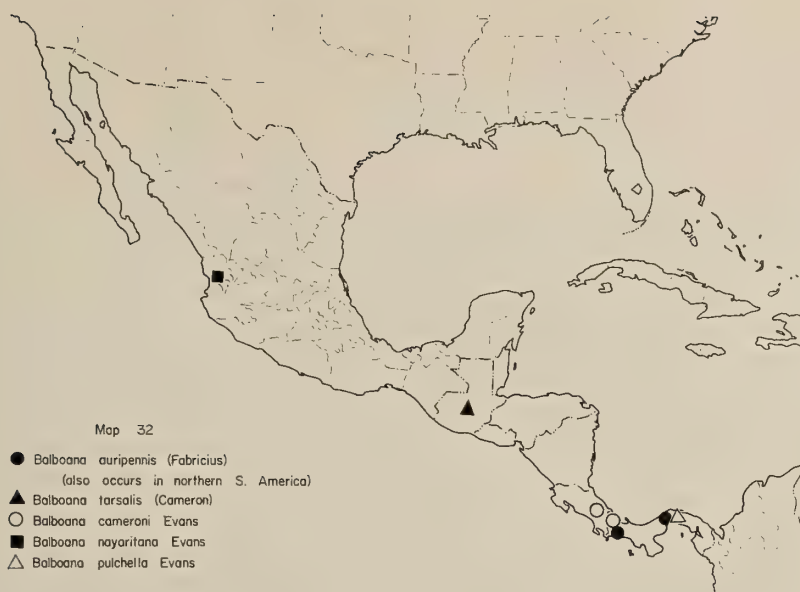 Map 32
Balboana auripennis (Fabricius)
(also occurs in northern S. America)
Balboana tarsalis (Cameron)
Balboana cameroni Evans
Balboana nayaritana Evans
Balboana pulchella Evans